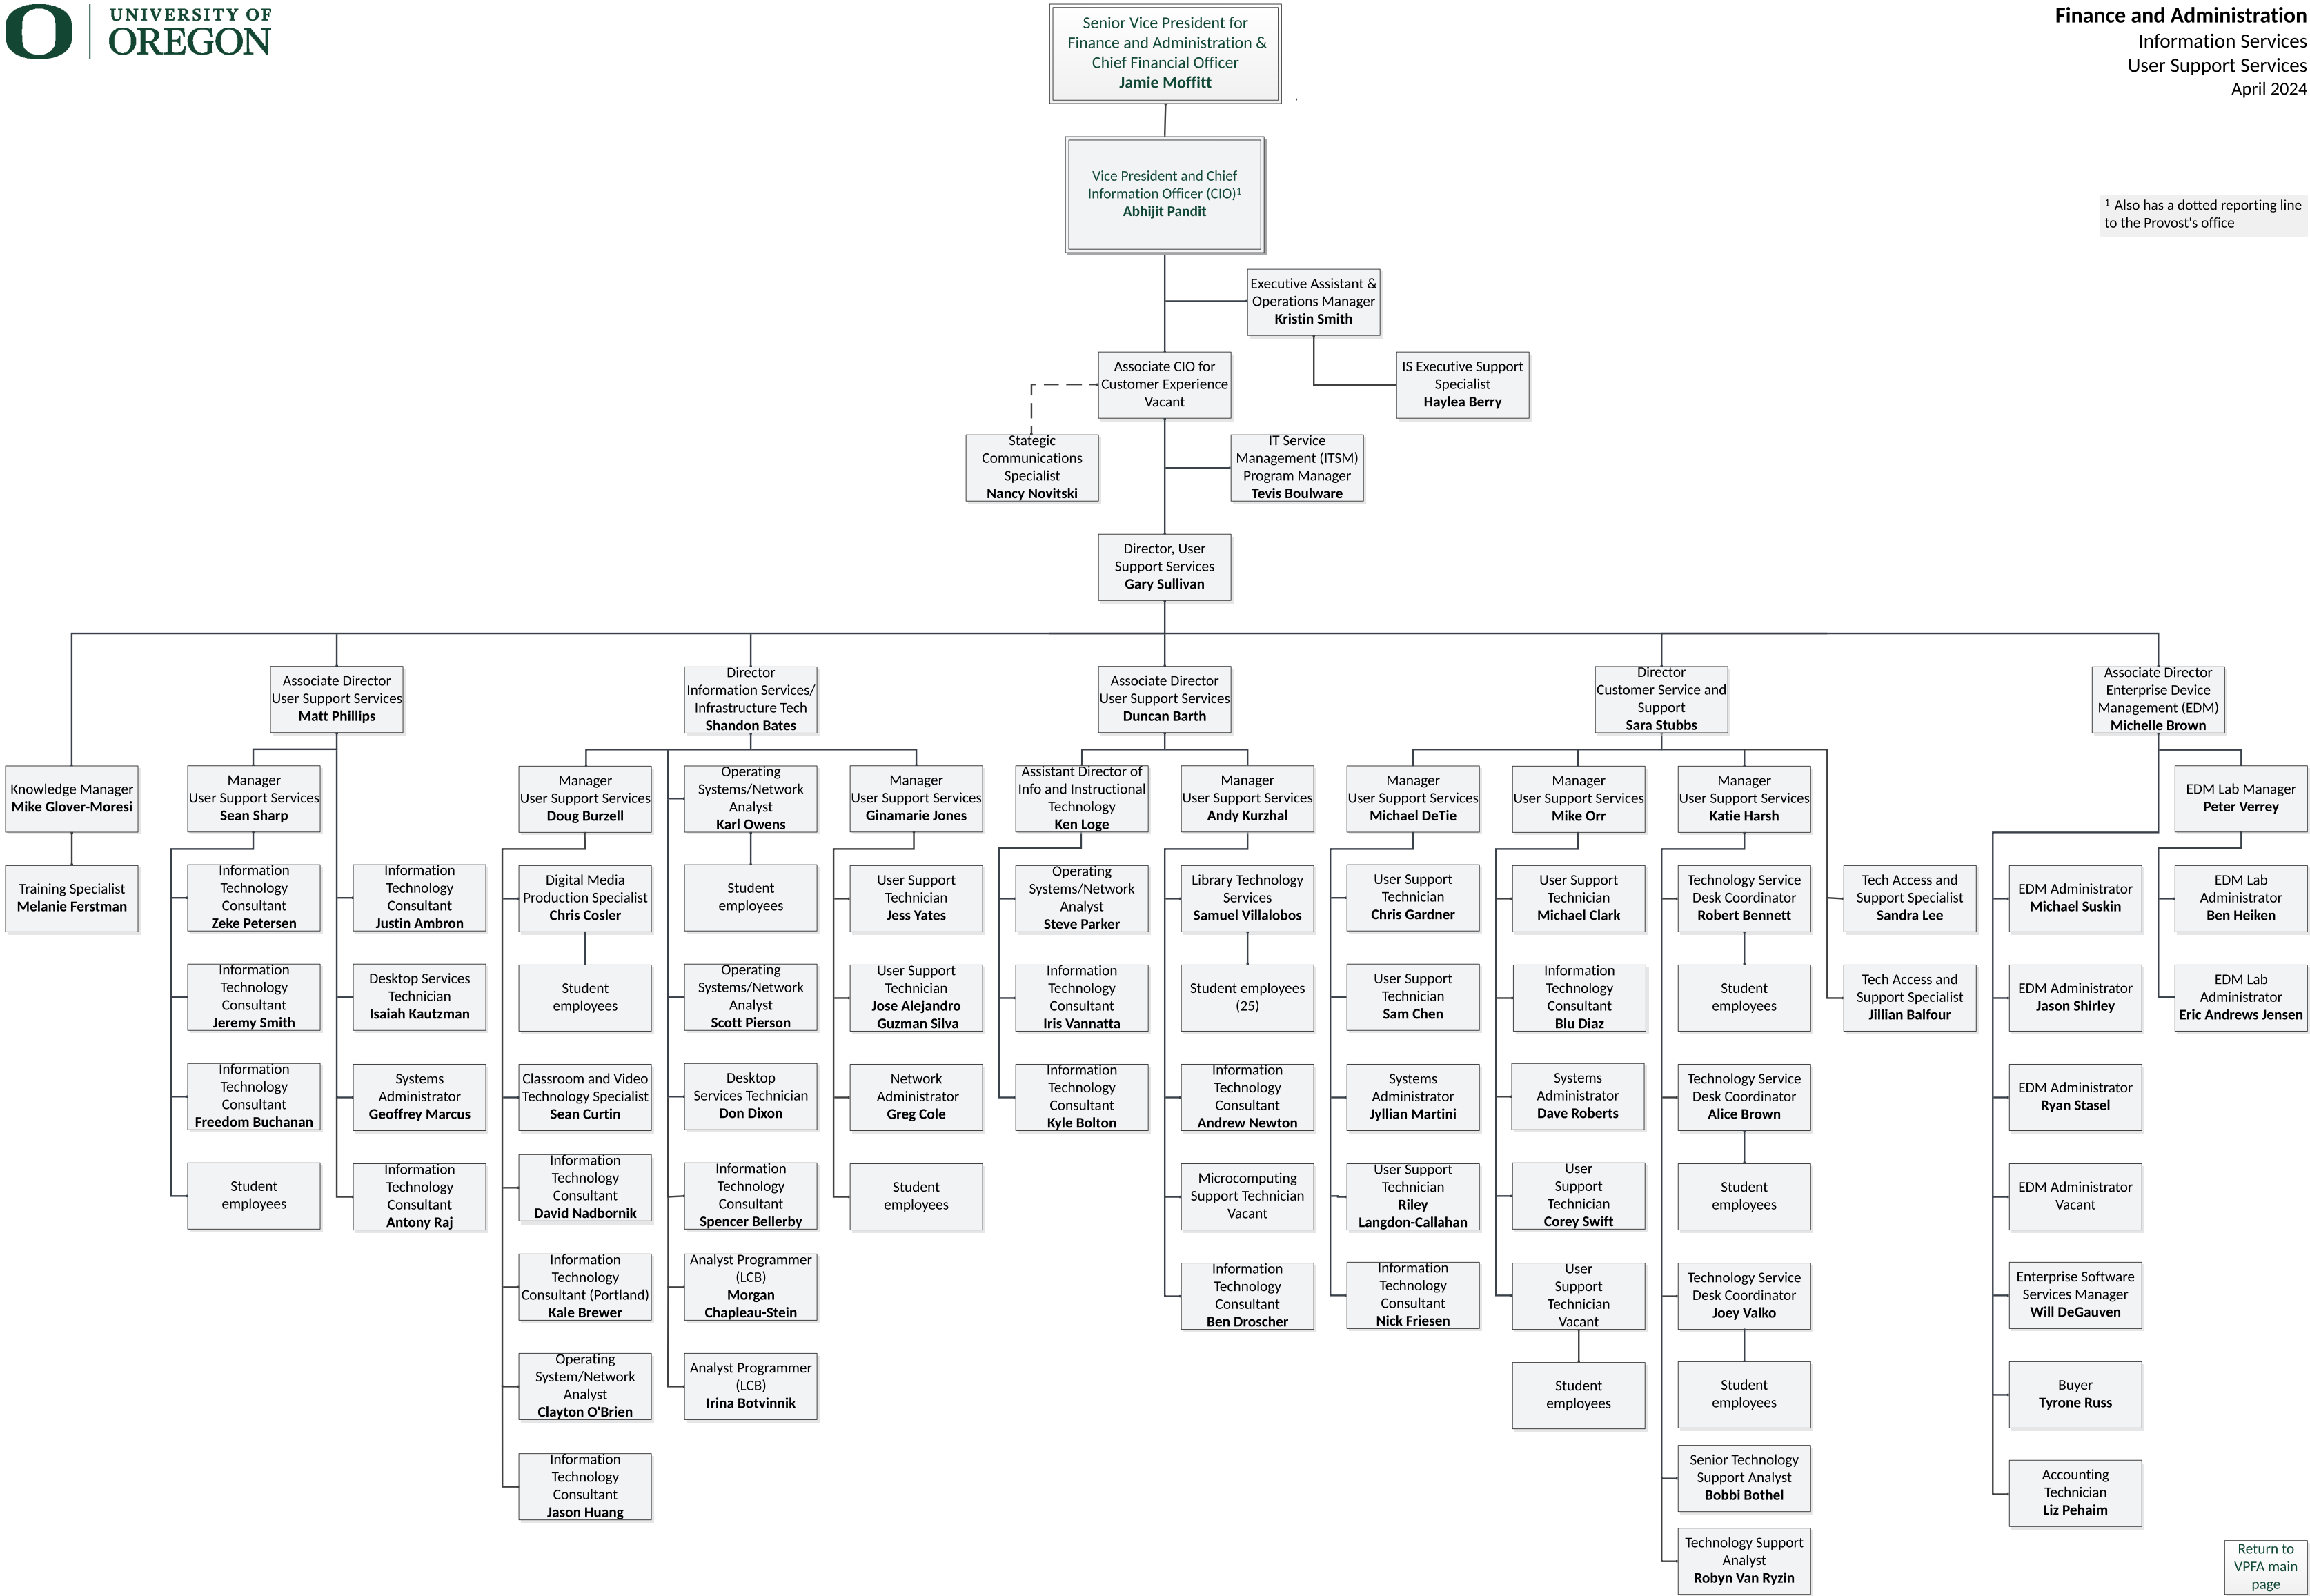 UNIVERSITY OF
OREGON
Senior Vice President for
Finance and Administration &
Chief Financial Officer
Jamie Moffitt
Finance and Administration
Information Services
User Support Services
April 2024
Vice President and Chief
Information Officer (CIO)¹
Abhijit Pandit
¹ Also has a dotted reporting line
to the Provost's office
Executive Assistant &
Operations Manager
Kristin Smith
Associate CIO for
Customer Experience
Vacant
IS Executive Support
Specialist
Haylea Berry
Stategic
Communications
Specialist
Nancy Novitski
IT Service
Management (ITSM)
Program Manager
Tevis Boulware
Director, User
Support Services
Gary Sullivan
Associate Director
User Support Services
Matt Phillips
Director
Information Services/
Infrastructure Tech
Shandon Bates
Associate Director
User Support Services
Duncan Barth
Director
Customer Service and
Support
Sara Stubbs
Associate Director
Enterprise Device
Management (EDM)
Michelle Brown
Knowledge Manager
Mike Glover-Moresi
Manager
User Support Services
Sean Sharp
Manager
User Support Services
Doug Burzell
Operating
Systems/Network
Analyst
Karl Owens
Manager
User Support Services
Ginamarie Jones
Assistant Director of
Info and Instructional
Technology
Ken Loge
Manager
User Support Services
Andy Kurzhal
Manager
User Support Services
Michael DeTie
Manager
User Support Services
Mike Orr
Manager
User Support Services
Katie Harsh
EDM Lab Manager
Peter Verrey
Training Specialist
Melanie Ferstman
Information
Technology
Consultant
Zeke Petersen
Information
Technology
Consultant
Justin Ambron
Digital Media
Production Specialist
Chris Cosler
Student
employees
User Support
Technician
Jess Yates
Operating
Systems/Network
Analyst
Steve Parker
Library Technology
Services
Samuel Villalobos
User Support
Technician
Chris Gardner
User Support
Technician
Michael Clark
Technology Service
Desk Coordinator
Robert Bennett
Tech Access and
Support Specialist
Sandra Lee
EDM Administrator
Michael Suskin
EDM Lab
Administrator
Ben Heiken
Information
Technology
Consultant
Jeremy Smith
Desktop Services
Technician
Isaiah Kautzman
Student
employees
Operating
Systems/Network
Analyst
Scott Pierson
User Support
Technician
Jose Alejandro
Guzman Silva
Information
Technology
Consultant
Iris Vannatta
Student employees
(25)
User Support
Technician
Sam Chen
Information
Technology
Consultant
Blu Diaz
Student
employees
Tech Access and
Support Specialist
Jillian Balfour
EDM Administrator
Jason Shirley
EDM Lab
Administrator
Eric Andrews Jensen
Information
Technology
Consultant
Freedom Buchanan
Systems
Administrator
Geoffrey Marcus
Classroom and Video
Technology Specialist
Sean Curtin
Desktop
Services Technician
Don Dixon
Network
Administrator
Greg Cole
Information
Technology
Consultant
Kyle Bolton
Information
Technology
Consultant
Andrew Newton
Systems
Administrator
Jyllian Martini
Systems
Administrator
Dave Roberts
Technology Service
Desk Coordinator
Alice Brown
EDM Administrator
Ryan Stasel
Student
employees
Information
Technology
Consultant
Antony Raj
Information
Technology
Consultant
David Nadbornik
Information
Technology
Consultant
Spencer Bellerby
Student
employees
Microcomputing
Support Technician
Vacant
User Support
Technician
Riley
Langdon-Callahan
User
Support
Technician
Corey Swift
Student
employees
EDM Administrator
Vacant
Information
Technology
Consultant (Portland)
Kale Brewer
Analyst Programmer
(LCB)
Morgan
Chapleau-Stein
Information
Technology
Consultant
Ben Droscher
Information
Technology
Consultant
Nick Friesen
User
Support
Technician
Vacant
Technology Service
Desk Coordinator
Joey Valko
Enterprise Software
Services Manager
Will DeGauven
Operating
System/Network
Analyst
Clayton O'Brien
Analyst Programmer
(LCB)
Irina Botvinnik
Student
employees
Student
employees
Buyer
Tyrone Russ
Information
Technology
Consultant
Jason Huang
Senior Technology
Support Analyst
Bobbi Bothel
Accounting
Technician
Liz Pehaim
Technology Support
Analyst
Robyn Van Ryzin
Return to
VPFA main
page